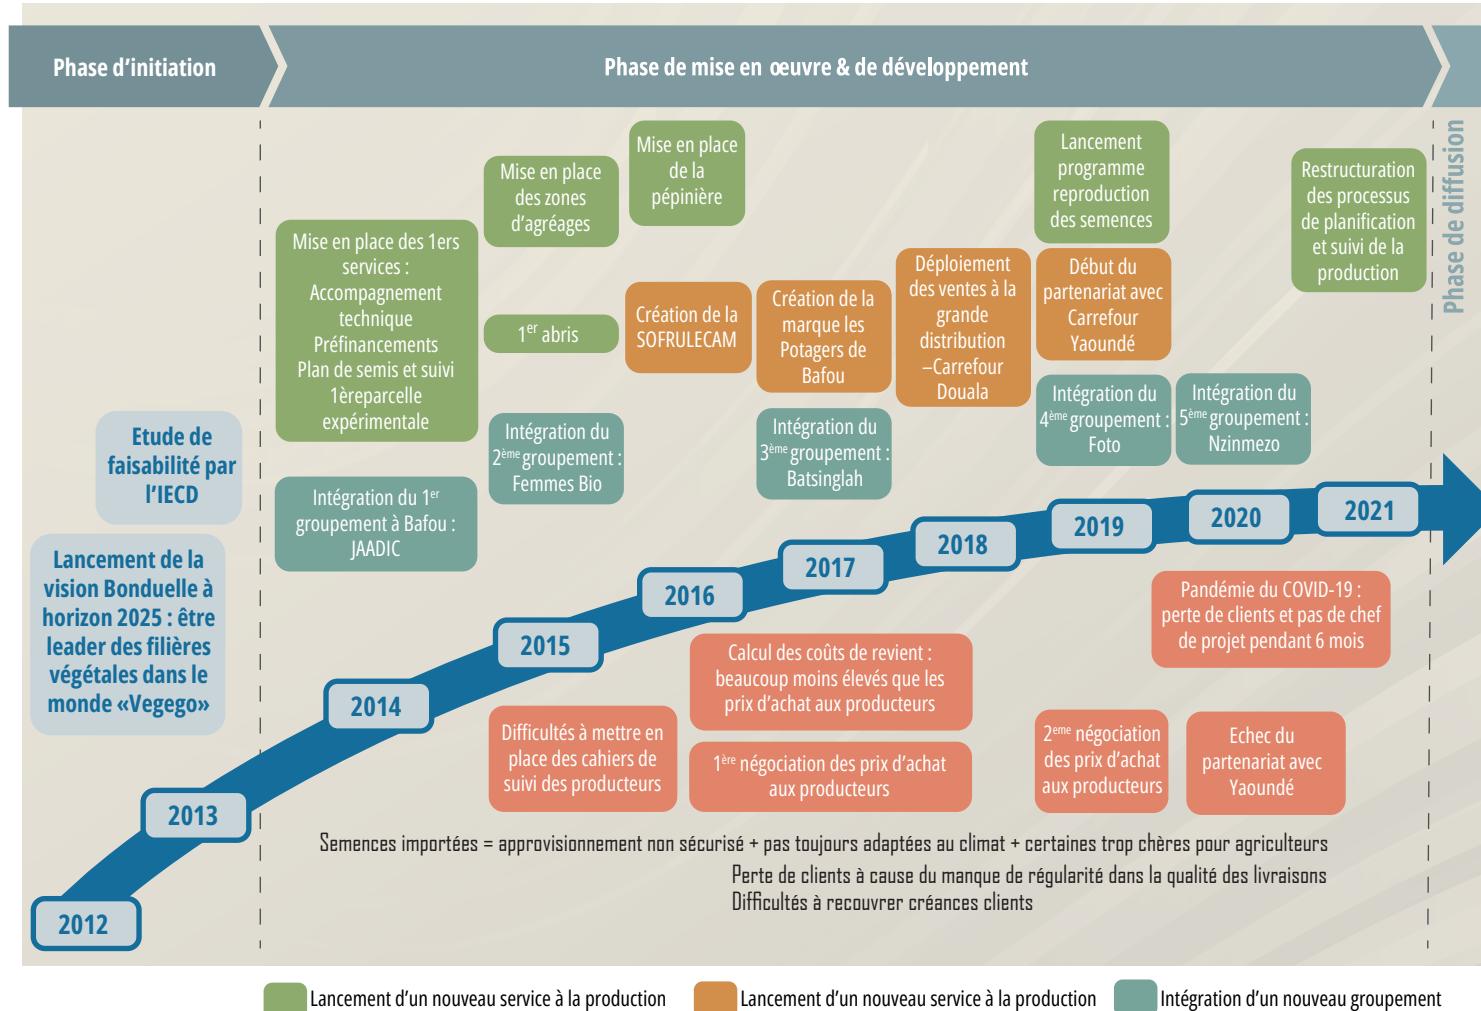 Phase d'initiation
Phase de mise en œuvre & de développement
Phase de diffusion
Etude de
faisabilité par
l'IECD
Lancement de la
vision Bonduelle à
horizon 2025 : être
leader des filières
végétales dans le
monde «Vegego»
Mise en place des 1ers
services :
Accompagnement
technique
Préfinancements
Plan de semis et suivi
1èreparcelle
expérimentale
Intégration du 1er
groupement à Bafou :
JAADIC
Mise en place
des zones
d'agréages
1er abris
Intégration du
2ème groupement :
Femmes Bio
Mise en place
de la
pépinière
Création de la
SOFRULECAM
Création de la
marque les
Potagers de
Bafou
Intégration du
3ème groupement :
Batsinglah
Déploiement
des ventes à la
grande
distribution
–Carrefour
Douala
Lancement
programme
reproduction
des semences
Début du
partenariat avec
Carrefour
Yaoundé
Intégration du
4ème groupement :
Foto
Intégration du
5ème groupement :
Nzinmezo
Restructuration
des processus
de planification
et suivi de la
production
2012
2013
2014
2015
2016
2017
2018
2019
2020
2021
Difficultés à mettre en
place des cahiers de
suivi des producteurs
Calcul des coûts de revient :
beaucoup moins élevés que les
prix d'achat aux producteurs
1ère négociation des prix d'achat
aux producteurs
Pandémie du COVID-19 :
perte de clients et pas de chef
de projet pendant 6 mois
2eme négociation
des prix d'achat
aux producteurs
Echec du
partenariat avec
Yaoundé
Semences importées = approvisionnement non sécurisé + pas toujours adaptées au climat + certaines trop chères pour agriculteurs
Perte de clients à cause du manque de régularité dans la qualité des livraisons
Difficultés à recouvrer créances clients
Lancement d'un nouveau service à la production
Lancement d'un nouveau service à la production
Intégration d'un nouveau groupement